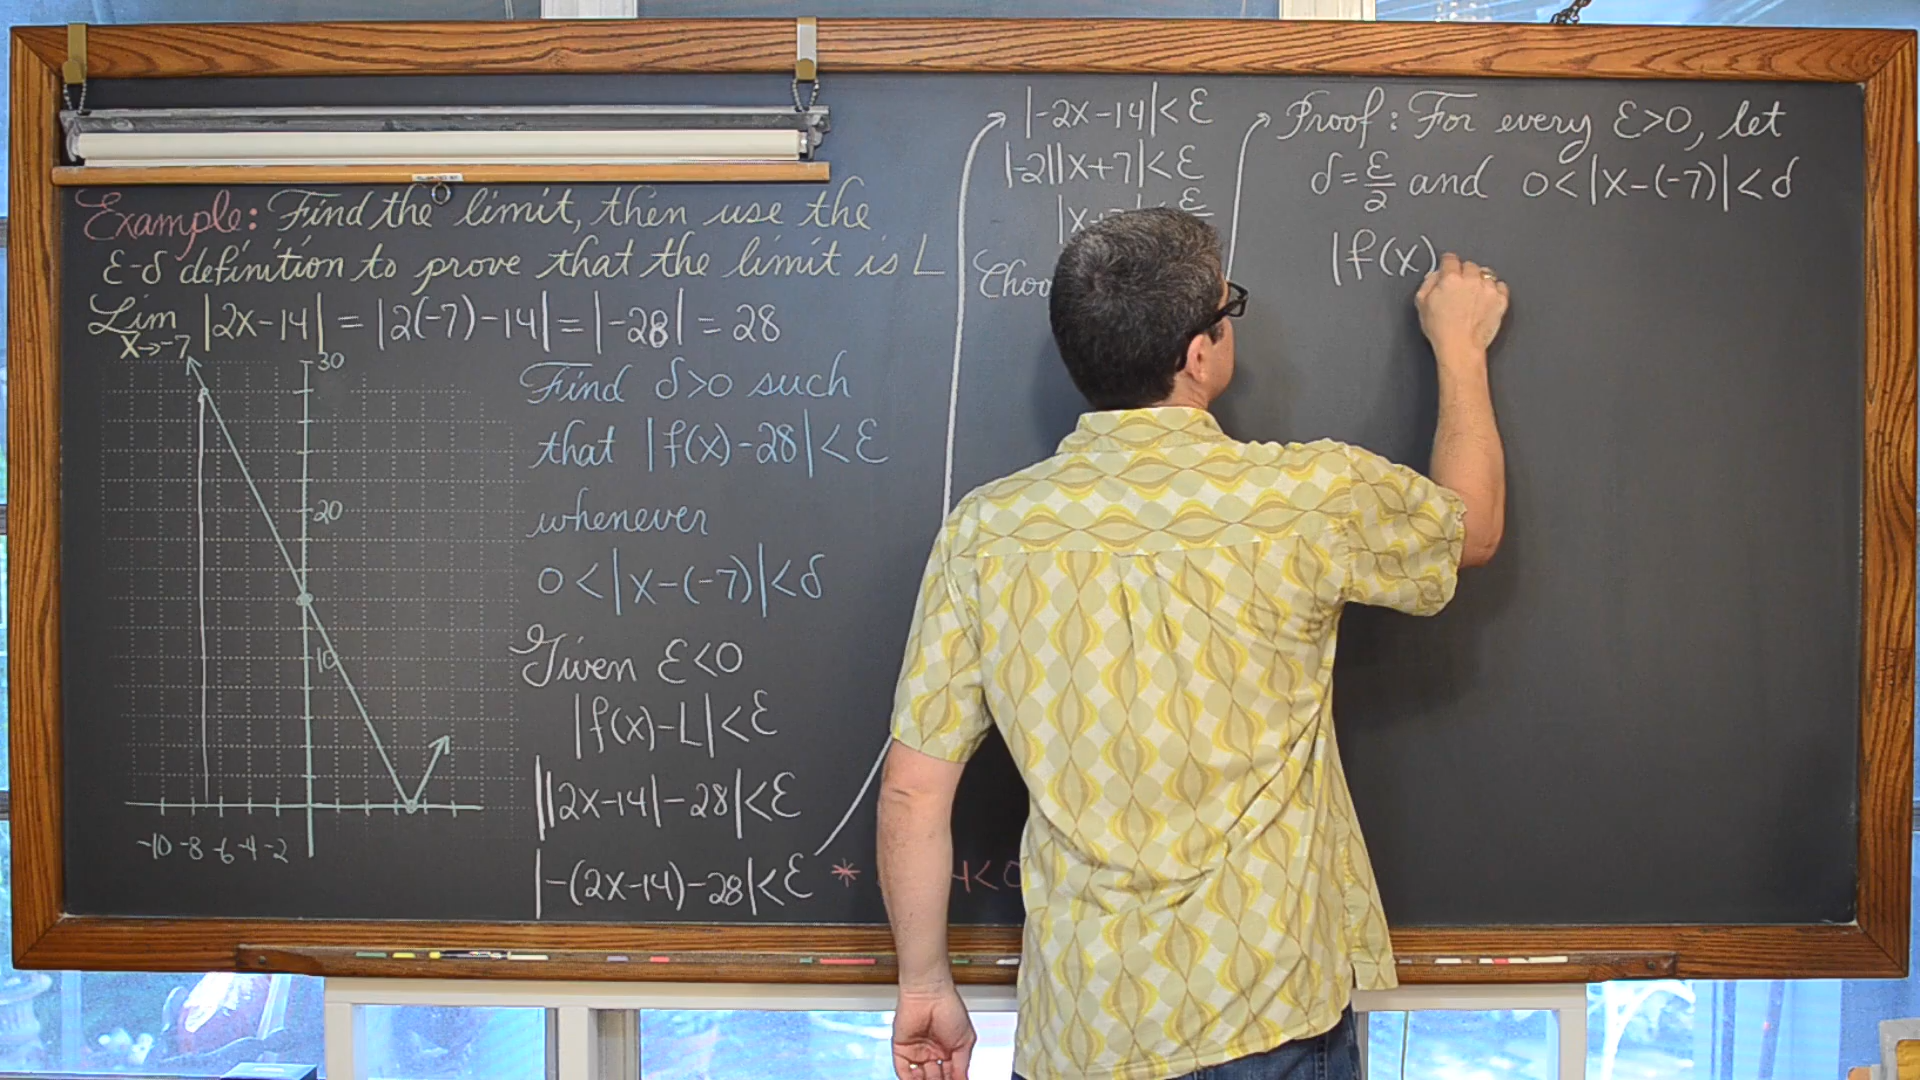 Example: Find the limit, then use the
ε-δ definition to prove that the limit is L
Lim |2x-14| = |2(-7)-14| = |-28| = 28
x→-7
30
20
10
-10 -8 -6 -4 -2
Find δ>0 such
that |f(x)-28|<ε
whenever
0<|x-(-7)|<δ
Given ε<0
|f(x)-L|<ε
||2x-14|-28|<ε
|-(2x-14)-28|<ε *
4<0
|-2x-14|<ε
|-2||x+7|<ε
Proof: For every ε>0, let
δ=ε/2 and 0<|x-(-7)|<δ
|f(x)